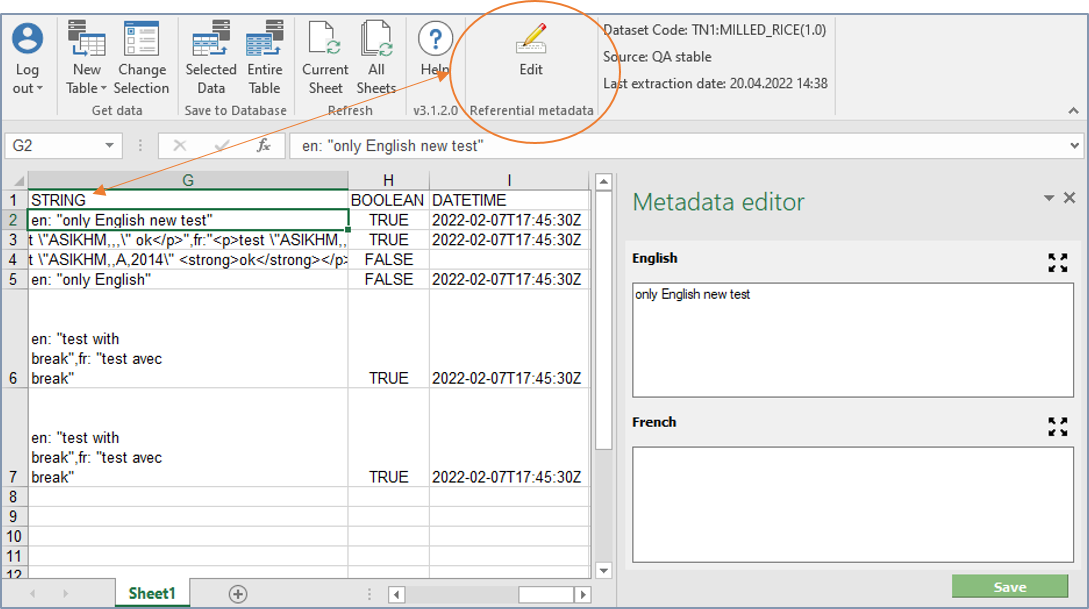 Log
out
New
Table
Change
Selection
Get data
Selected
Data
Entire
Table
Save to Database
Current
Sheet
All
Sheets
Refresh
?
Help
v3.1.2.0
Edit
Referential metadata
Dataset Code: TN1:MILLED_RICE(1.0)
Source: QA stable
Last extraction date: 20.04.2022 14:38
G2
fx
en: "only English new test"
G H I
1 STRING BOOLEAN DATETIME
2 en: "only English new test" TRUE 2022-02-07T17:45:30Z
3 t \"ASIKHM,,,\" ok</p>",fr:"<p>test \"ASIKHM,, TRUE 2022-02-07T17:45:30Z
4 t \"ASIKHM,,A,2014\" <strong>ok</strong></p> FALSE
5 en: "only English" FALSE 2022-02-07T17:45:30Z
en: "test with
break",fr: "test avec
6 break" TRUE 2022-02-07T17:45:30Z
en: "test with
break",fr: "test avec
7 break" TRUE 2022-02-07T17:45:30Z
8
9
10
11
12
Sheet1
Metadata editor
English
only English new test
French
Save